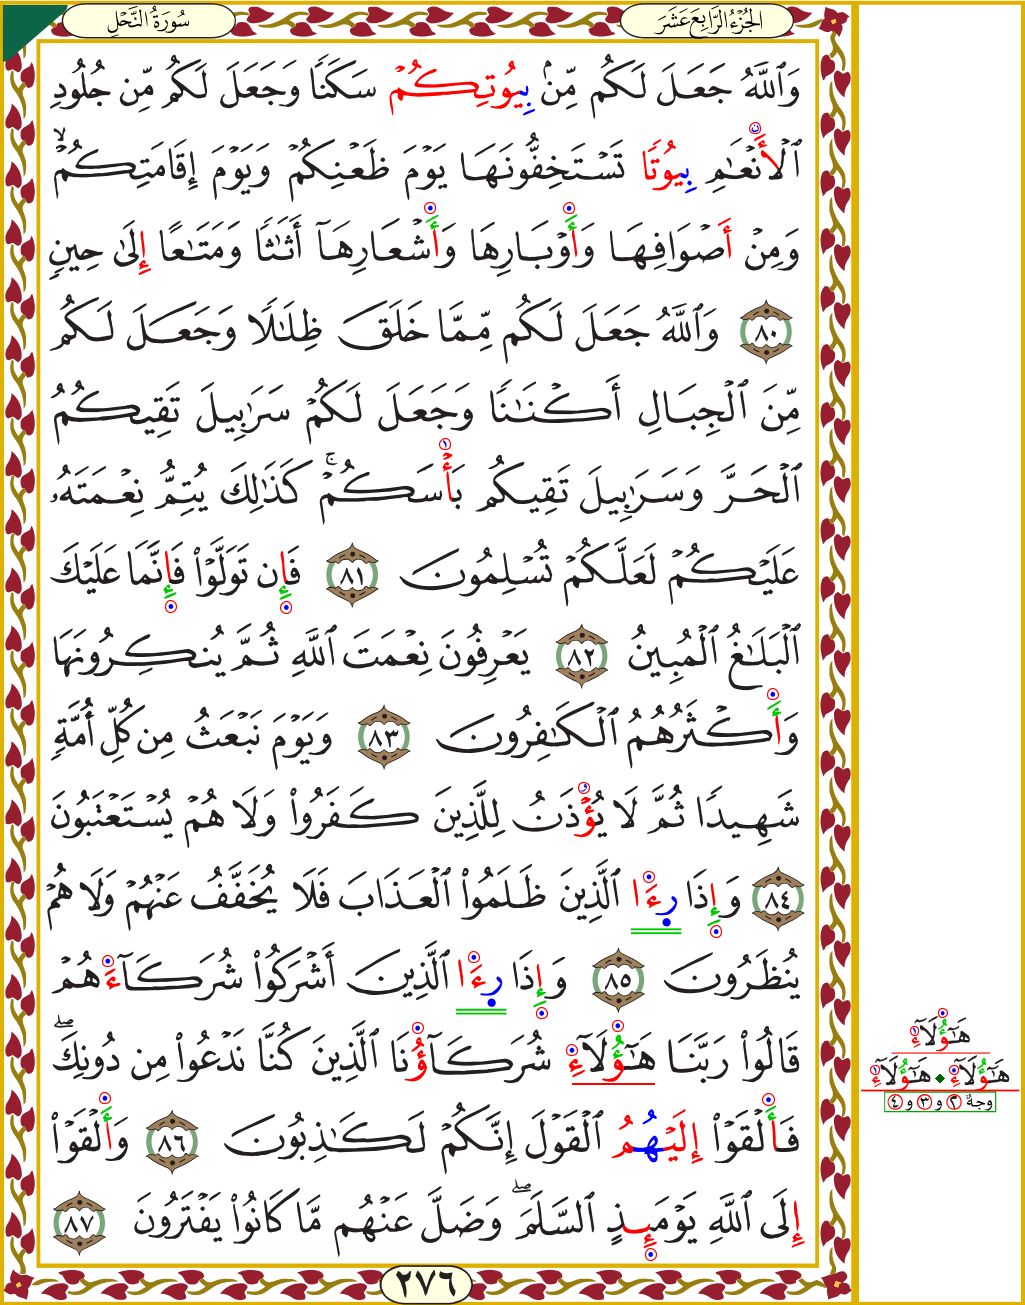 سُورَةُ النَّحْلِ
الجُزْءُ الرَّابِعَ عَشَرَ
وَٱللَّهُ جَعَلَ لَكُم مِّنۢ بِيُوتِكُمْ سَكَنًا وَجَعَلَ لَكُم مِّن جُلُودِ
ٱلْأَنْعَٰمِ بِيُوتًا تَسْتَخِفُّونَهَا يَوْمَ ظَعْنِكُمْ وَيَوْمَ إِقَامَتِكُمْ ۙ
وَمِنْ أَصْوَافِهَا وَأَوْبَارِهَا وَأَشْعَارِهَآ أَثَٰثًا وَمَتَٰعًا إِلَىٰ حِينٍ
٨٠ وَٱللَّهُ جَعَلَ لَكُم مِّمَّا خَلَقَ ظِلَٰلًا وَجَعَلَ لَكُم
مِّنَ ٱلْجِبَالِ أَكْنَٰنًا وَجَعَلَ لَكُمْ سَرَٰبِيلَ تَقِيكُمُ
ٱلْحَرَّ وَسَرَٰبِيلَ تَقِيكُم بَأْسَكُمْ ۚ كَذَٰلِكَ يُتِمُّ نِعْمَتَهُۥ
عَلَيْكُمْ لَعَلَّكُمْ تُسْلِمُونَ ٨١ فَإِن تَوَلَّوْا۟ فَإِنَّمَا عَلَيْكَ
ٱلْبَلَٰغُ ٱلْمُبِينُ ٨٢ يَعْرِفُونَ نِعْمَتَ ٱللَّهِ ثُمَّ يُنكِرُونَهَا
وَأَكْثَرُهُمُ ٱلْكَٰفِرُونَ ٨٣ وَيَوْمَ نَبْعَثُ مِن كُلِّ أُمَّةٍ
شَهِيدًا ثُمَّ لَا يُؤْذَنُ لِلَّذِينَ كَفَرُوا۟ وَلَا هُمْ يُسْتَعْتَبُونَ
٨٤ وَإِذَا رِءَا ٱلَّذِينَ ظَلَمُوا۟ ٱلْعَذَابَ فَلَا يُخَفَّفُ عَنْهُمْ وَلَا هُمْ
يُنظَرُونَ ٨٥ وَإِذَا رِءَا ٱلَّذِينَ أَشْرَكُوا۟ شُرَكَآءَهُمْ
قَالُوا۟ رَبَّنَا هَٰٓؤُلَآءِ شُرَكَآؤُنَا ٱلَّذِينَ كُنَّا نَدْعُوا۟ مِن دُونِكَ ۖ
فَأَلْقَوْا۟ إِلَيْهُمُ ٱلْقَوْلَ إِنَّكُمْ لَكَٰذِبُونَ ٨٦ وَأَلْقَوْا۟
إِلَى ٱللَّهِ يَوْمَئِذٍ ٱلسَّلَمَ ۖ وَضَلَّ عَنْهُم مَّا كَانُوا۟ يَفْتَرُونَ ٨٧
٢٧٦
هَٰٓؤُلَآءِ
هَٰٓؤُلَآءِ ◆ هَٰٓؤُلَآءِ
وجهُ ٢ و ٣ و ٤